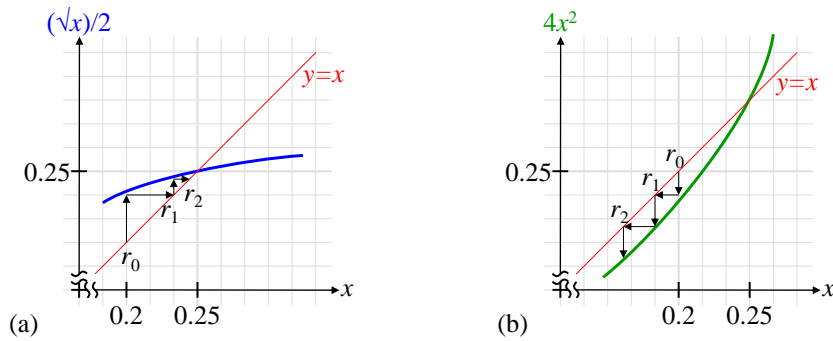 (√x)/2
y=x
0.25
r₁
r₂
r₀
x
0.2 0.25
(a)
4x²
y=x
0.25
r₀
r₁
r₂
x
0.2 0.25
(b)